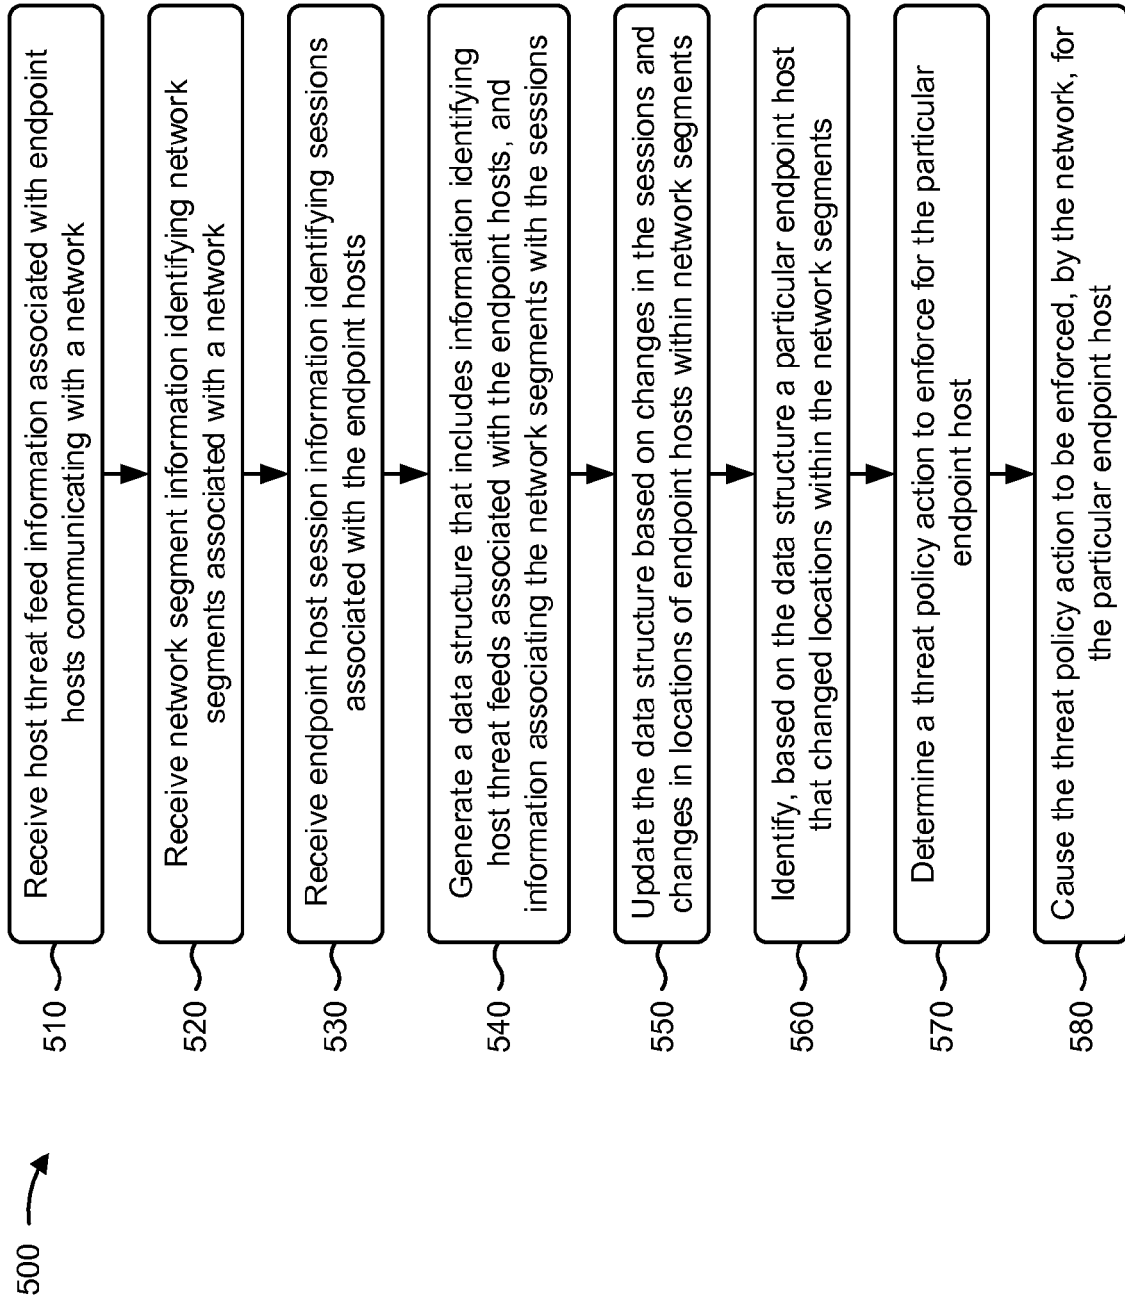 500
510
Receive host threat feed information associated with endpoint
hosts communicating with a network
520
Receive network segment information identifying network
segments associated with a network
530
Receive endpoint host session information identifying sessions
associated with the endpoint hosts
540
Generate a data structure that includes information identifying
host threat feeds associated with the endpoint hosts, and
information associating the network segments with the sessions
550
Update the data structure based on changes in the sessions and
changes in locations of endpoint hosts within network segments
560
Identify, based on the data structure a particular endpoint host
that changed locations within the network segments
570
Determine a threat policy action to enforce for the particular
endpoint host
580
Cause the threat policy action to be enforced, by the network, for
the particular endpoint host